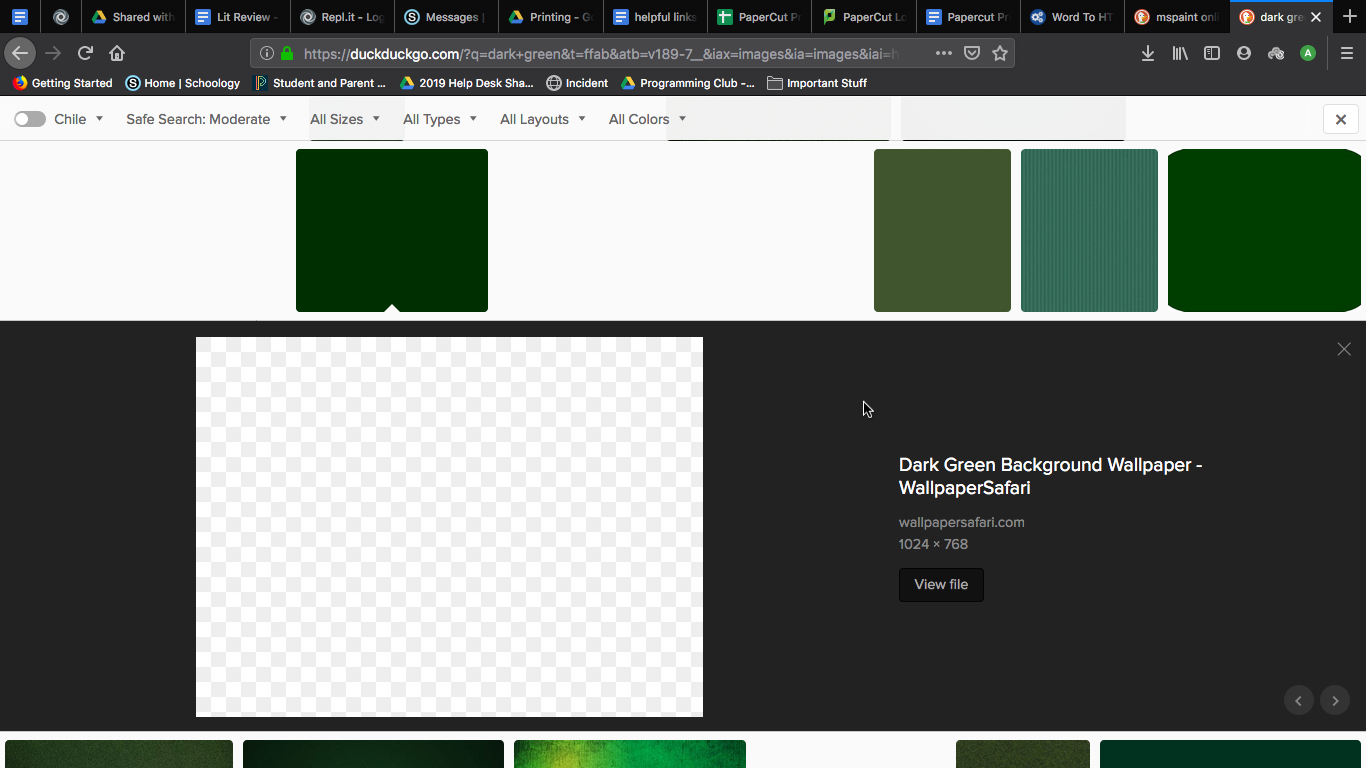 Shared with
Lit Review -
Repl.it - Log
Messages |
Printing - G
helpful links
PaperCut Pr
PaperCut Lo
Papercut Pr
Word To HT
mspaint onl
dark gre
https://duckduckgo.com/?q=dark+green&t=ffab&atb=v189-7__&iax=images&ia=images&iai=h
A
Getting Started
Home | Schoology
Student and Parent ...
2019 Help Desk Sha...
Incident
Programming Club -...
Important Stuff
Chile
Safe Search: Moderate
All Sizes
All Types
All Layouts
All Colors
Dark Green Background Wallpaper -
WallpaperSafari
wallpapersafari.com
1024 × 768
View file